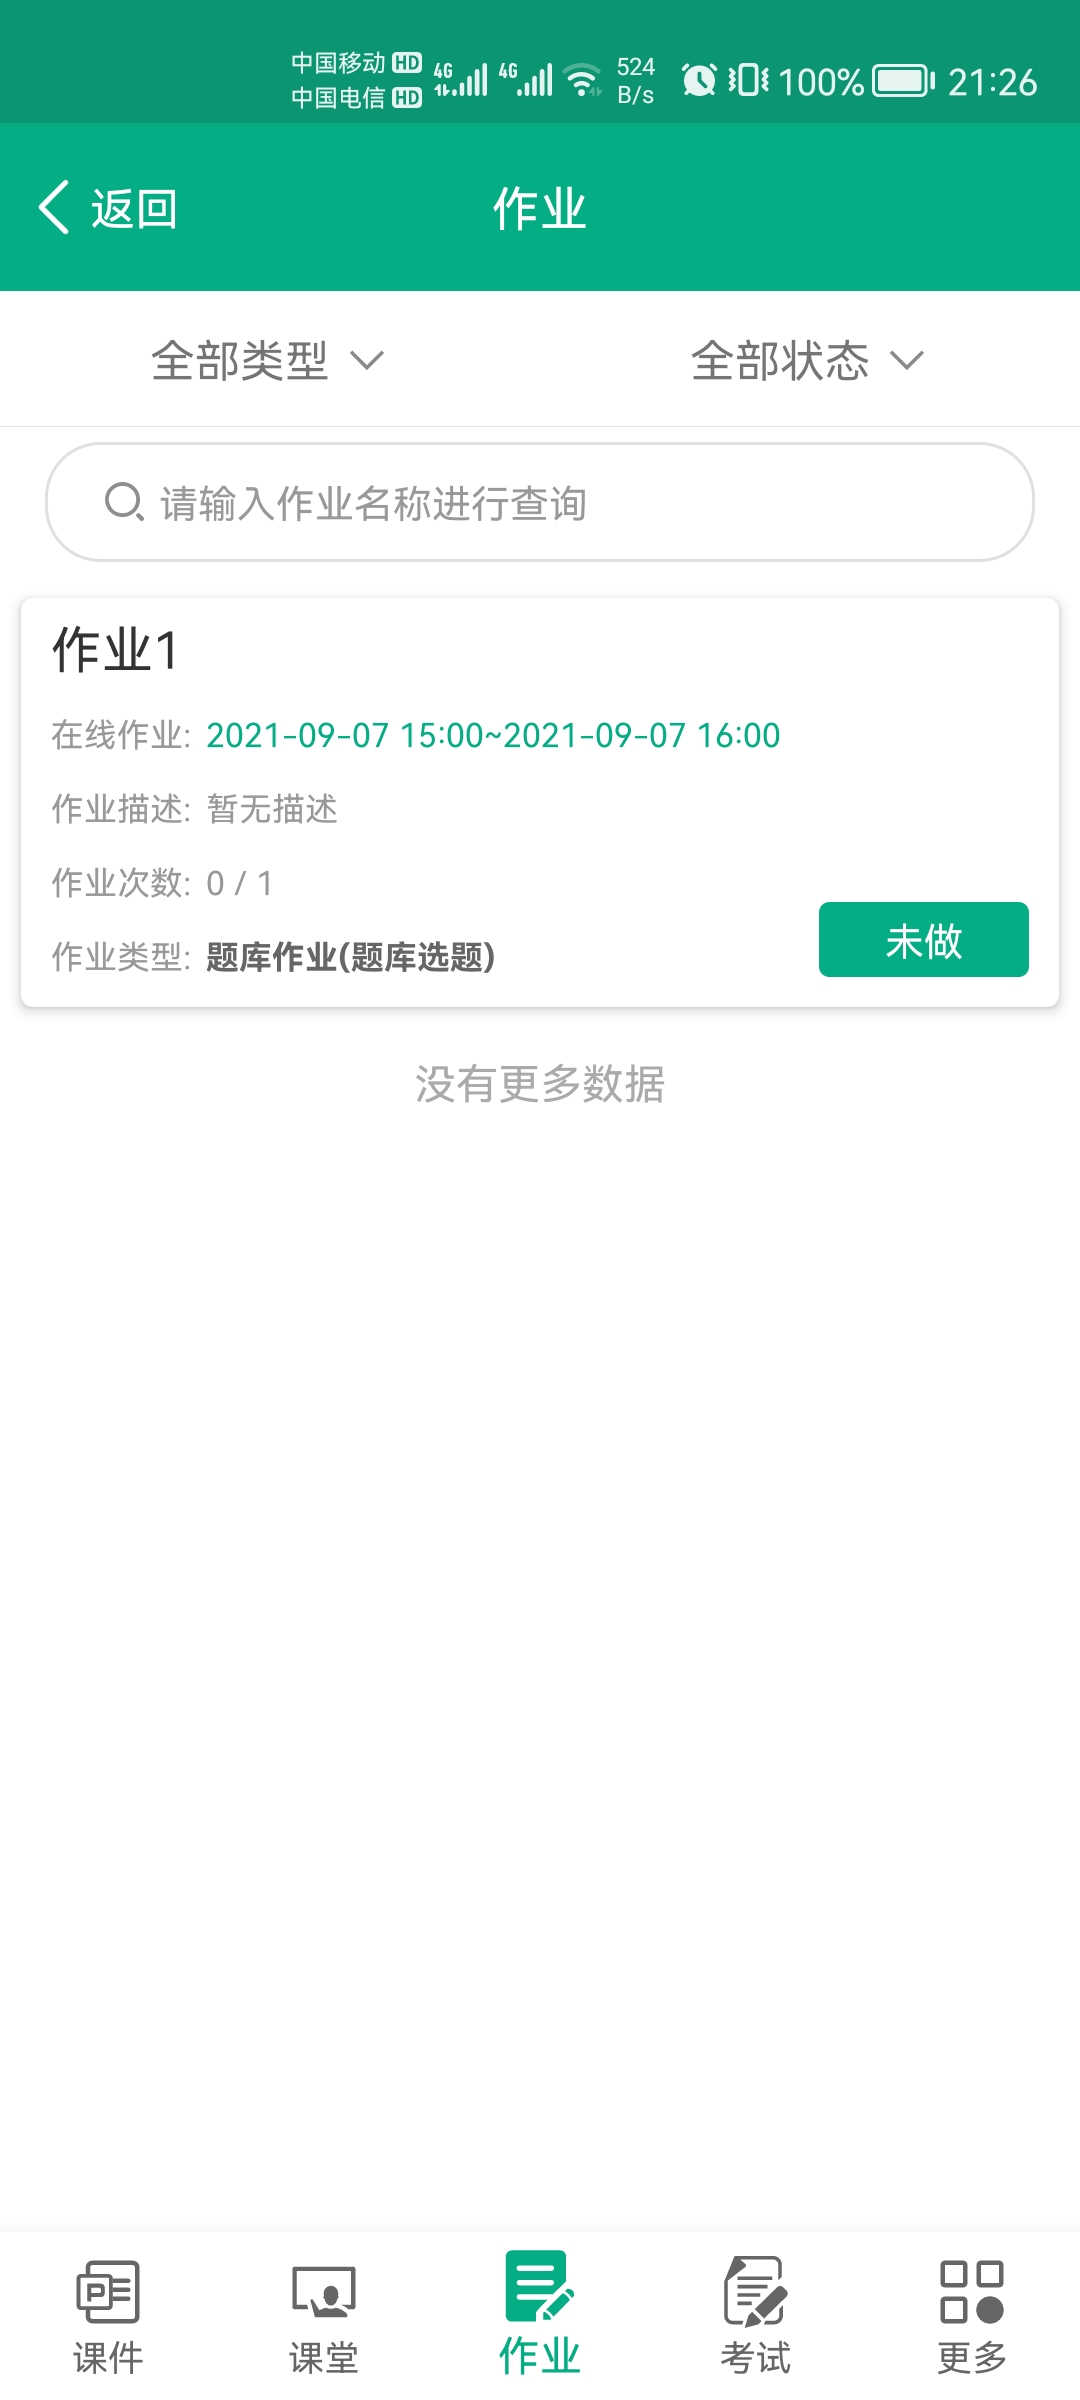 中国移动 HD 4G 4G 524 B/s 100% 21:26
中国电信 HD
返回 作业
全部类型 全部状态
请输入作业名称进行查询
作业1
在线作业: 2021-09-07 15:00~2021-09-07 16:00
作业描述: 暂无描述
作业次数: 0 / 1
作业类型: 题库作业(题库选题)
未做
没有更多数据
课件 课堂 作业 考试 更多